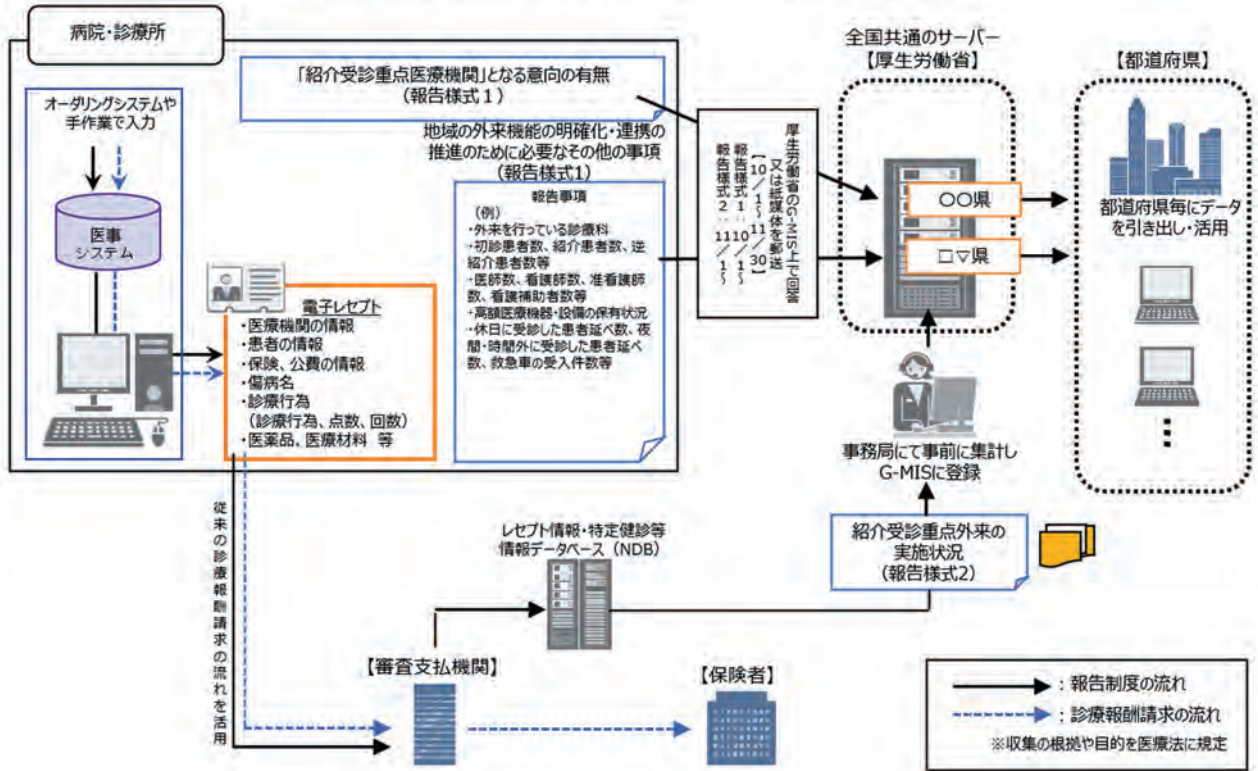 病院・診療所
「紹介受診重点医療機関」となる意向の有無
（報告様式１）
オーダリングシステムや
手作業で入力
医事
システム
地域の外来機能の明確化・連携の
推進のために必要なその他の事項
（報告様式1）
報告事項
（例）
・外来を行っている診療科
・初診患者数、紹介患者数、逆
紹介患者数等
・医師数、看護師数、准看護師
数、看護補助者数等
・高額医療機器・設備の保有状況
・休日に受診した患者延べ数、夜
間・時間外に受診した患者延べ
数、救急車の受入件数等
電子レセプト
・医療機関の情報
・患者の情報
・保険、公費の情報
・傷病名
・診療行為
（診療行為、点数、回数）
・医薬品、医療材料 等
厚生労働省のG-MIS上で回答
又は紙媒体を郵送
【10／1～11／30】
報告様式１：10／1～
報告様式２：11／1～
全国共通のサーバー
【厚生労働省】
〇〇県
□▽県
【都道府県】
都道府県毎にデータ
を引き出し・活用
事務局にて事前に集計し
G-MISに登録
紹介受診重点外来の
実施状況
（報告様式2）
レセプト情報・特定健診等
情報データベース（NDB）
従来の診療報酬請求の流れを活用
【審査支払機関】
【保険者】
：報告制度の流れ
：診療報酬請求の流れ
※収集の根拠や目的を医療法に規定